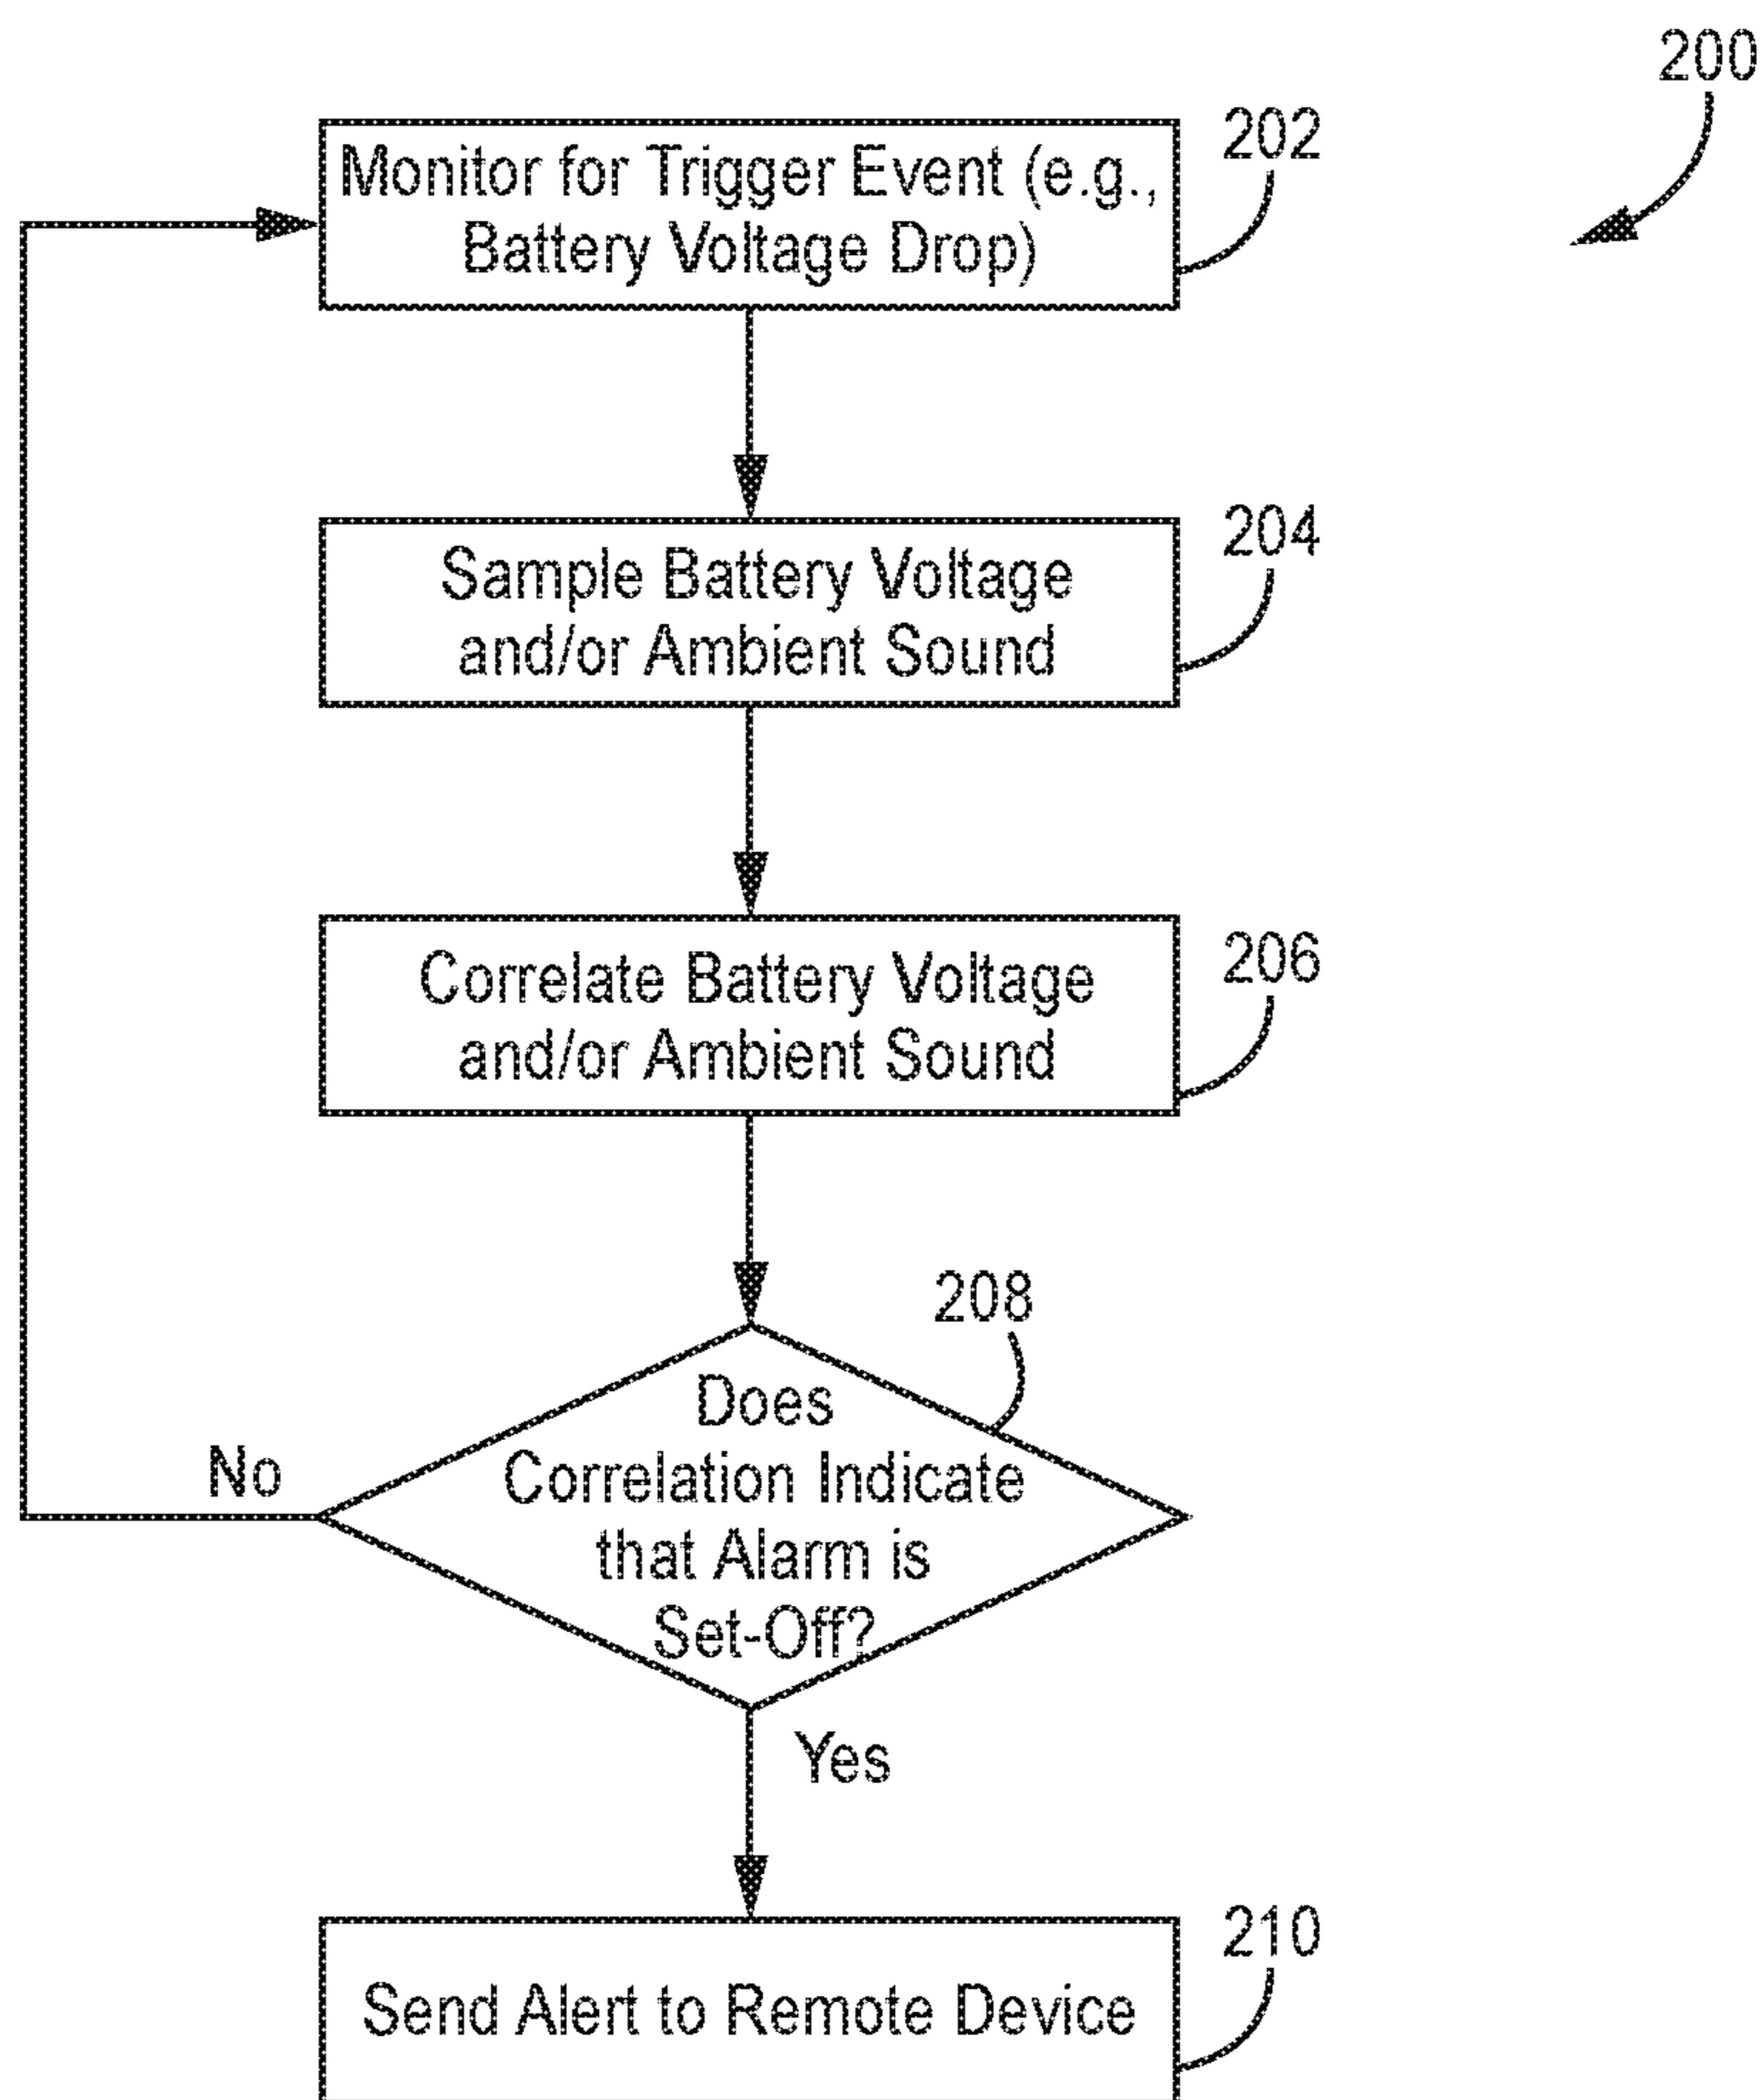 200
202
Monitor for Trigger Event (e.g.,
Battery Voltage Drop)
204
Sample Battery Voltage
and/or Ambient Sound
206
Correlate Battery Voltage
and/or Ambient Sound
208
Does
Correlation Indicate
that Alarm is
Set-Off?
No
Yes
210
Send Alert to Remote Device